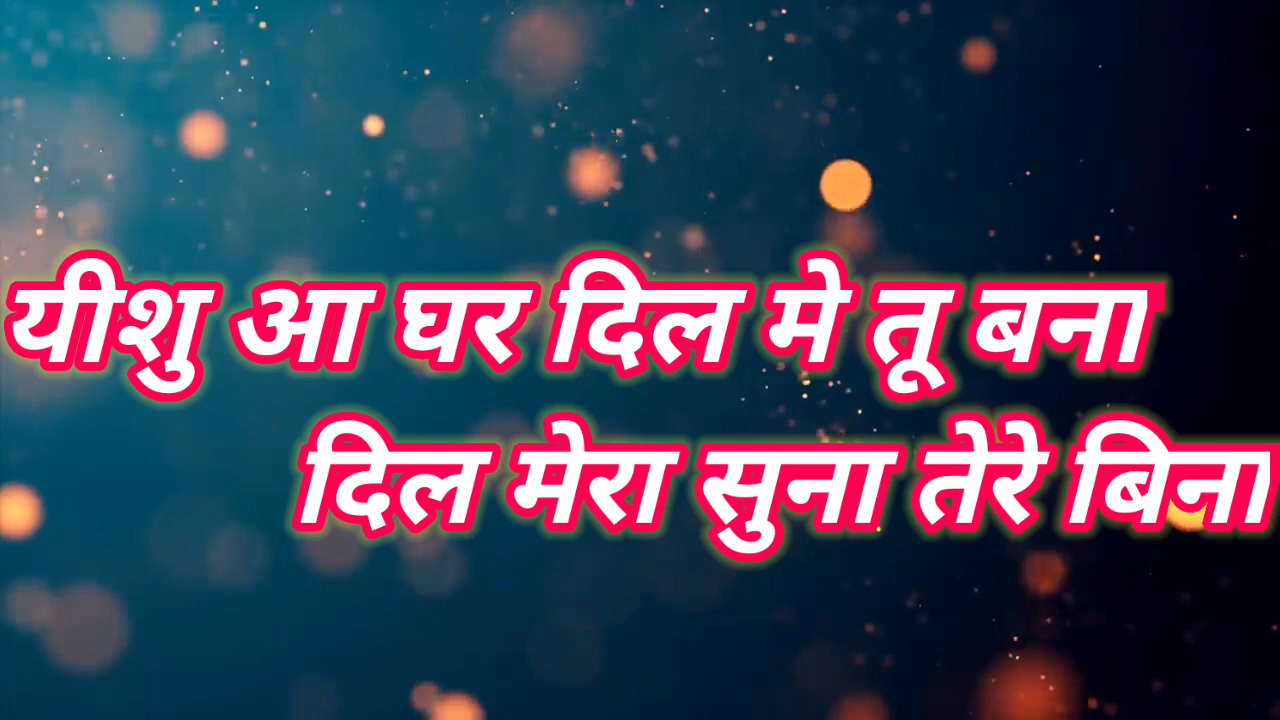 यीशु आ घर दिल मे तू बना
दिल मेरा सुना तेरे बिना